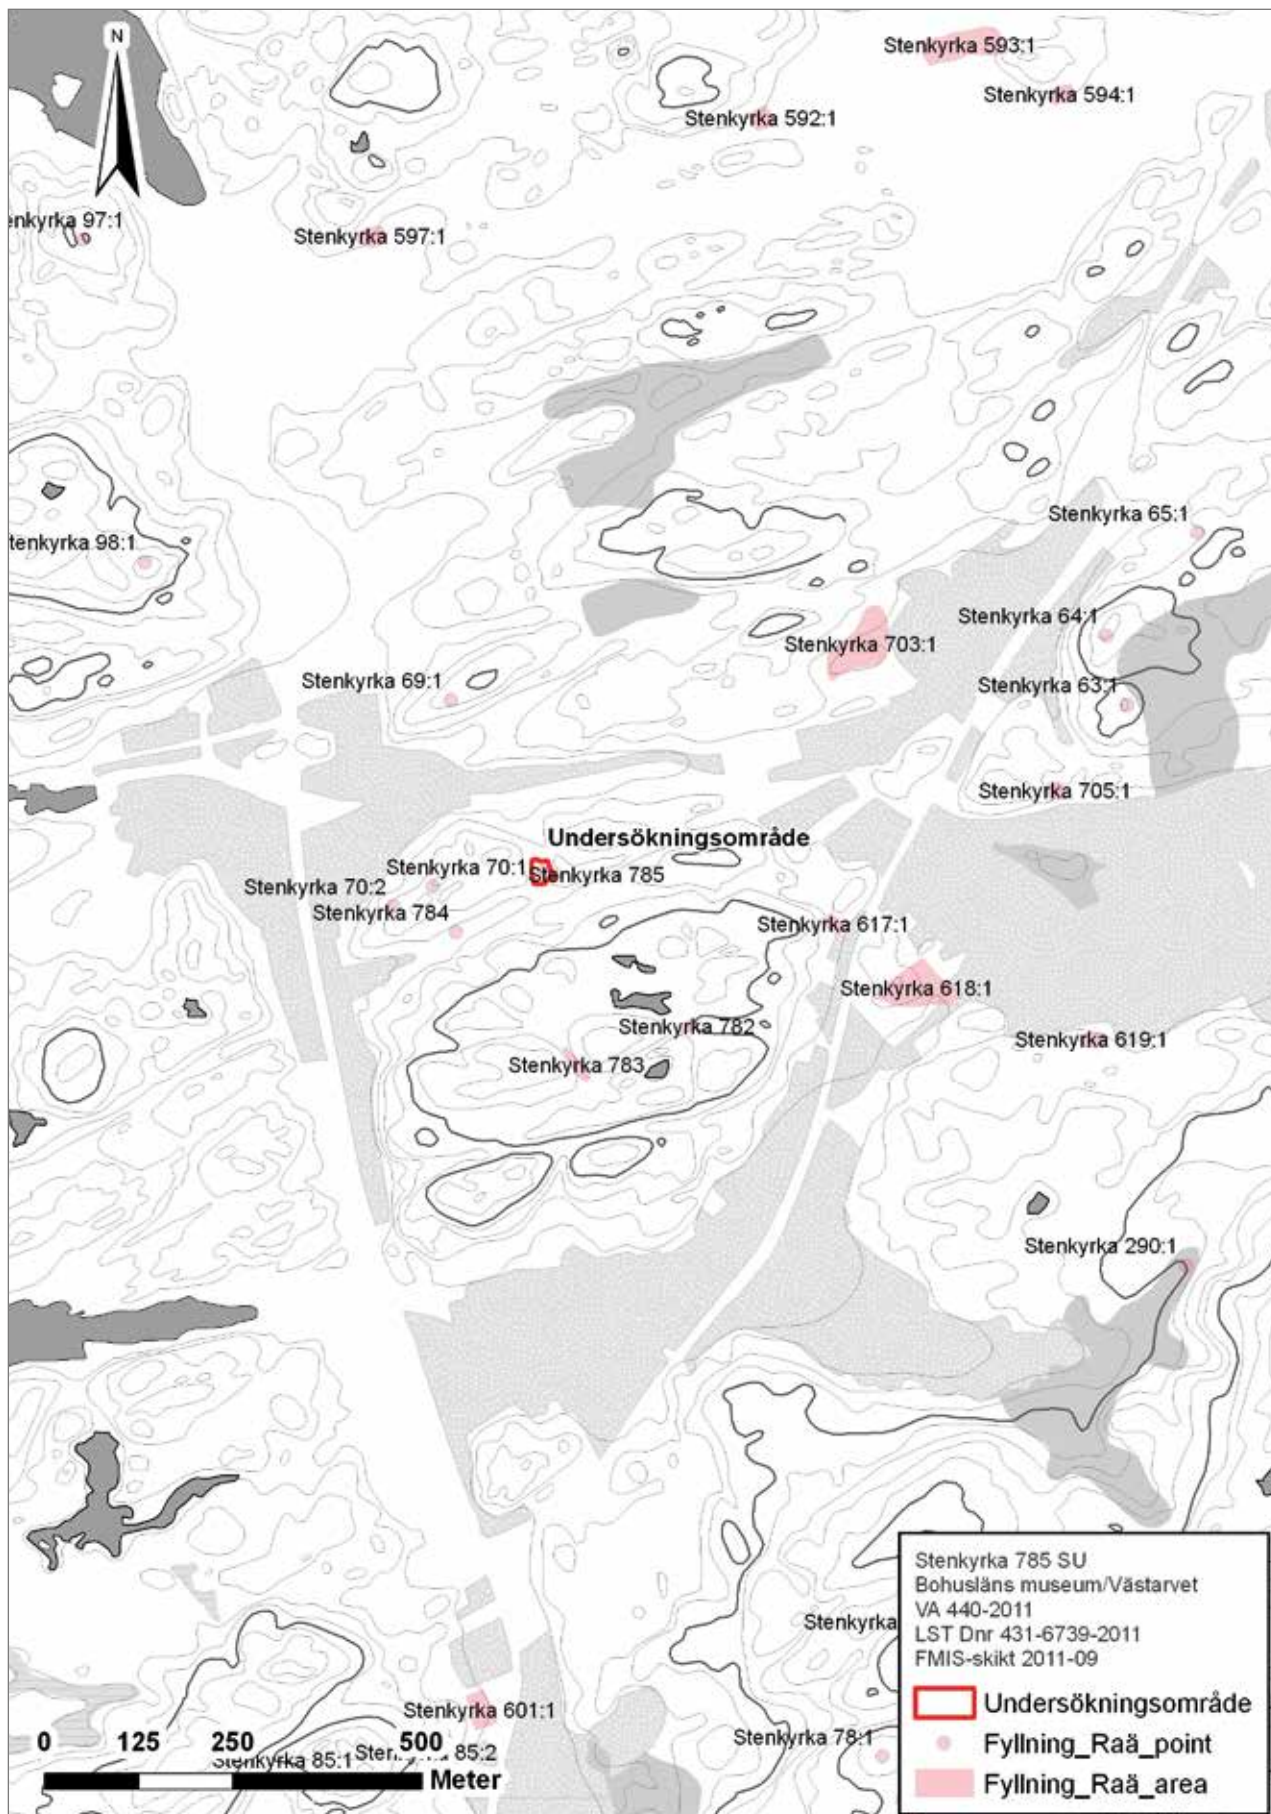 N
Stenkyrka 593:1
Stenkyrka 594:1
Stenkyrka 592:1
enkyrka 97:1
Stenkyrka 597:1
Stenkyrka 65:1
tenkyrka 98:1
Stenkyrka 64:1
Stenkyrka 703:1
Stenkyrka 69:1
Stenkyrka 63:1
Stenkyrka 705:1
Undersökningsområde
Stenkyrka 70:1
Stenkyrka 785
Stenkyrka 70:2
Stenkyrka 784
Stenkyrka 617:1
Stenkyrka 618:1
Stenkyrka 782
Stenkyrka 619:1
Stenkyrka 783
Stenkyrka 290:1
Stenkyrka
Stenkyrka 601:1
Stenkyrka 78:1
Stenkyrka 85:1
85:2
0 125 250 500
Meter
Stenkyrka 785 SU
Bohusläns museum/Västarvet
VA 440-2011
LST Dnr 431-6739-2011
FMIS-skikt 2011-09
Undersökningsområde
Fyllning_Raä_point
Fyllning_Raä_area